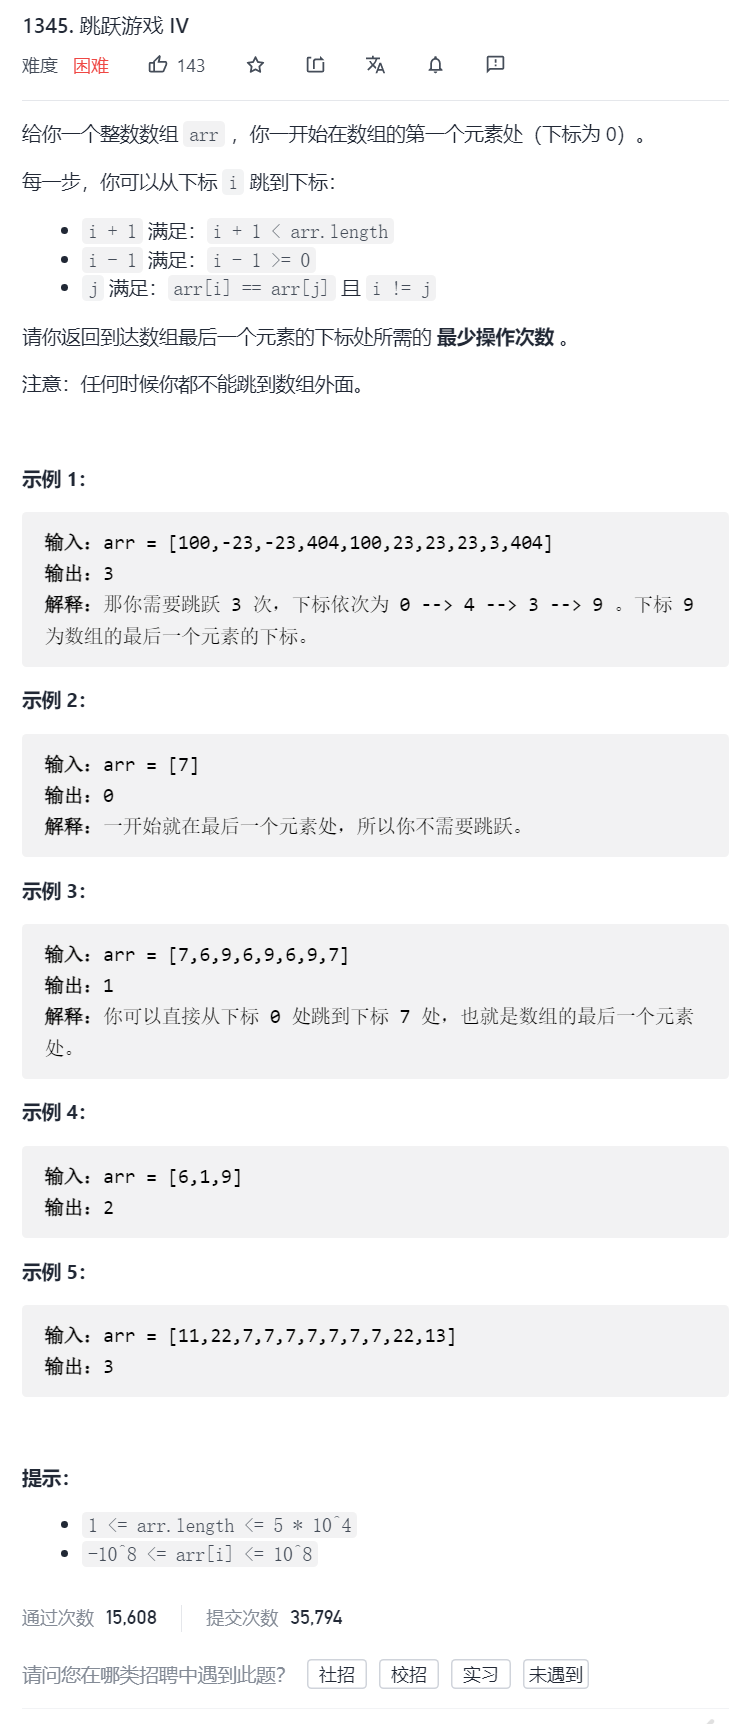 1345. 跳跃游戏 IV
难度 困难 143
给你一个整数数组 arr ，你一开始在数组的第一个元素处（下标为 0）。
每一步，你可以从下标 i 跳到下标：
i + 1 满足：i + 1 < arr.length
i - 1 满足：i - 1 >= 0
j 满足：arr[i] == arr[j] 且 i != j
请你返回到达数组最后一个元素的下标处所需的 最少操作次数 。
注意：任何时候你都不能跳到数组外面。
示例 1：
输入：arr = [100,-23,-23,404,100,23,23,23,3,404]
输出：3
解释：那你需要跳跃 3 次，下标依次为 0 --> 4 --> 3 --> 9 。下标 9
为数组的最后一个元素的下标。
示例 2：
输入：arr = [7]
输出：0
解释：一开始就在最后一个元素处，所以你不需要跳跃。
示例 3：
输入：arr = [7,6,9,6,9,6,9,7]
输出：1
解释：你可以直接从下标 0 处跳到下标 7 处，也就是数组的最后一个元素
处。
示例 4：
输入：arr = [6,1,9]
输出：2
示例 5：
输入：arr = [11,22,7,7,7,7,7,7,7,22,13]
输出：3
提示：
1 <= arr.length <= 5 * 10^4
-10^8 <= arr[i] <= 10^8
通过次数 15,608 提交次数 35,794
请问您在哪类招聘中遇到此题？ 社招 校招 实习 未遇到